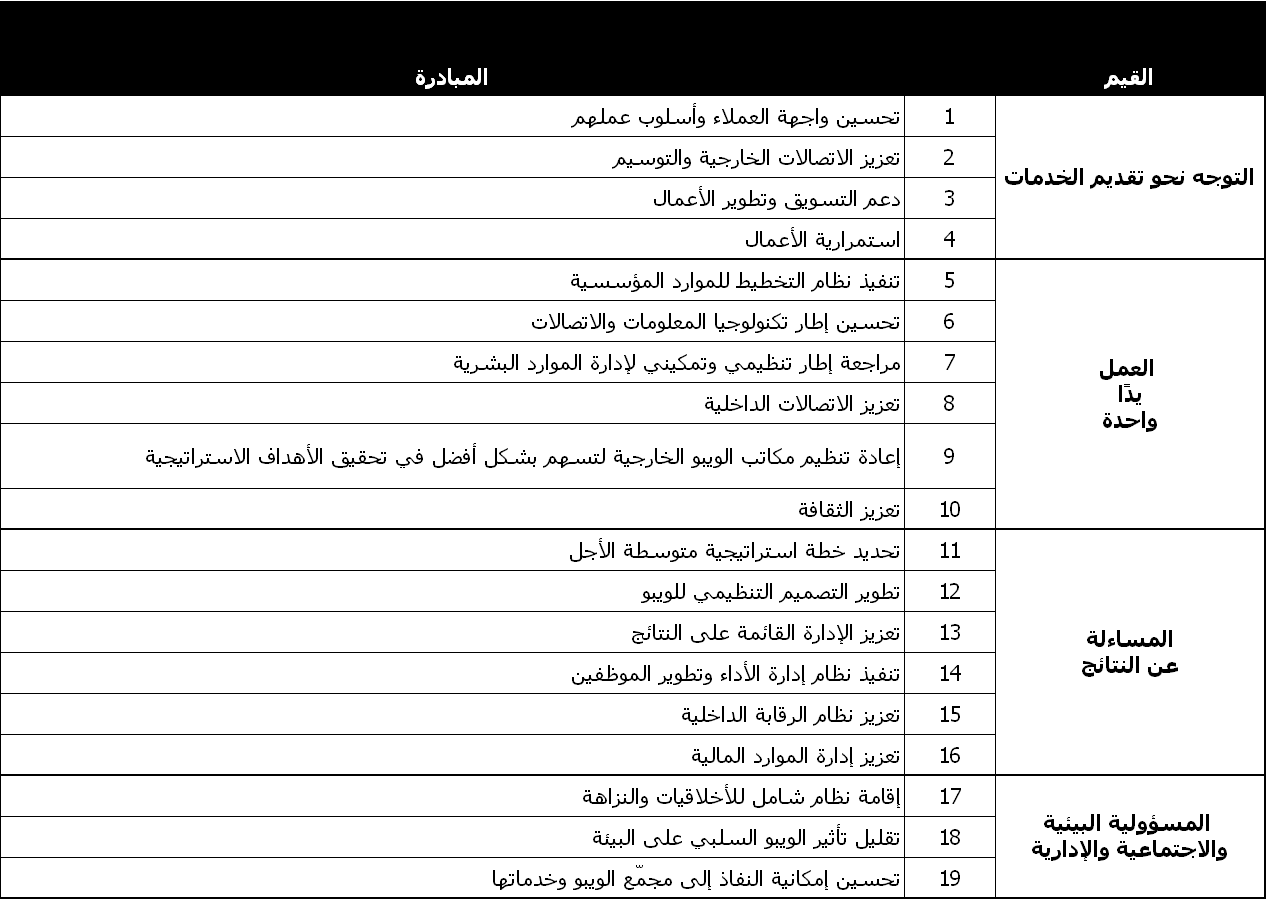 القيم المبادرة
التوجه نحو تقديم الخدمات
1 تحسين واجهة العملاء وأسلوب عملهم
2 تعزيز الاتصالات الخارجية والتوسيم
3 دعم التسويق وتطوير الأعمال
4 استمرارية الأعمال
العمل
يدًا
واحدة
5 تنفيذ نظام التخطيط للموارد المؤسسية
6 تحسين إطار تكنولوجيا المعلومات والاتصالات
7 مراجعة إطار تنظيمي وتمكيني لإدارة الموارد البشرية
8 تعزيز الاتصالات الداخلية
9 إعادة تنظيم مكاتب الويبو الخارجية لتسهم بشكل أفضل في تحقيق الأهداف الاستراتيجية
10 تعزيز الثقافة
المساءلة
عن النتائج
11 تحديد خطة استراتيجية متوسطة الأجل
12 تطوير التصميم التنظيمي للويبو
13 تعزيز الإدارة القائمة على النتائج
14 تنفيذ نظام إدارة الأداء وتطوير الموظفين
15 تعزيز نظام الرقابة الداخلية
16 تعزيز إدارة الموارد المالية
المسؤولية البيئية
والاجتماعية والإدارية
17 إقامة نظام شامل للأخلاقيات والنزاهة
18 تقليل تأثير الويبو السلبي على البيئة
19 تحسين إمكانية النفاذ إلى مجمّع الويبو وخدماتها